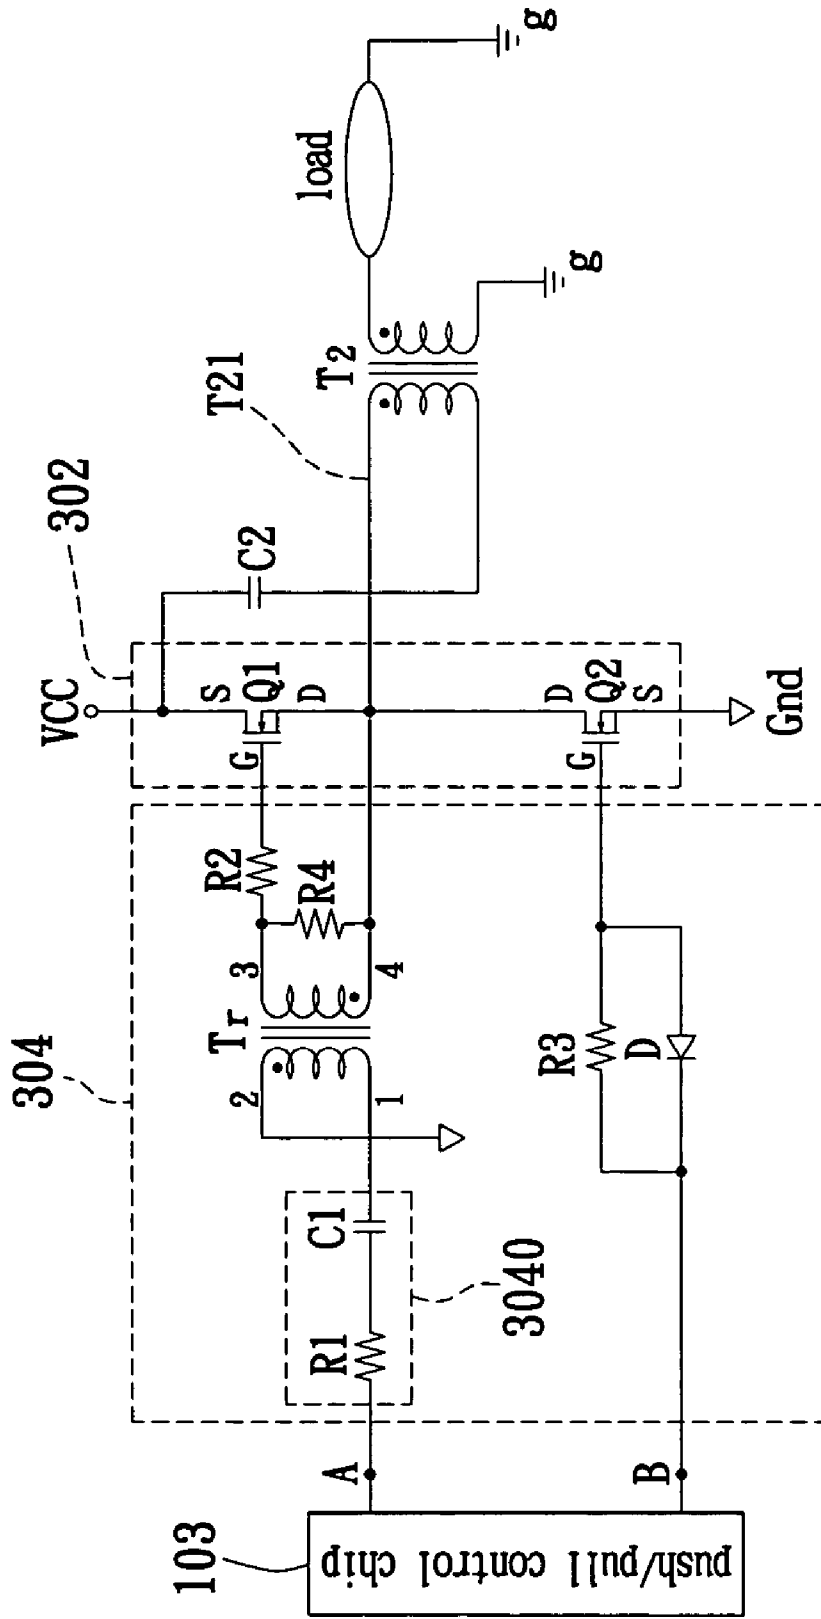 103
push/pull control chip
A
B
304
3040
R1
C1
2
1
Tr
3
4
R2
R4
R3
D
302
VCC
S
G
Q1
D
D
G
Q2
S
Gnd
C2
T21
T2
g
load
g